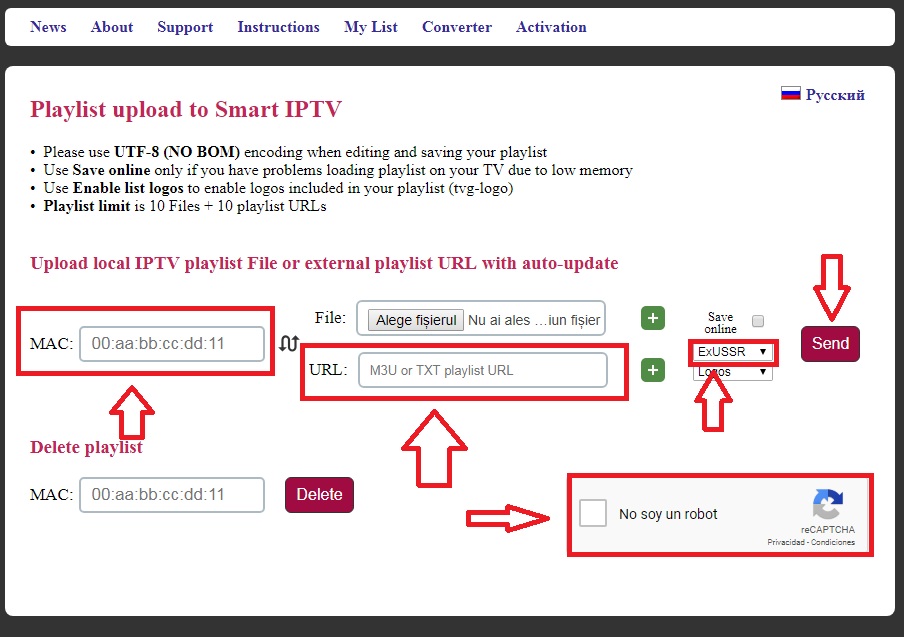 News About Support Instructions My List Converter Activation
Русский
Playlist upload to Smart IPTV
• Please use UTF-8 (NO BOM) encoding when editing and saving your playlist
• Use Save online only if you have problems loading playlist on your TV due to low memory
• Use Enable list logos to enable logos included in your playlist (tvg-logo)
• Playlist limit is 10 Files + 10 playlist URLs
Upload local IPTV playlist File or external playlist URL with auto-update
File: Alege fișierul Nu ai ales …iun fișier
+
Save
online
MAC: 00:aa:bb:cc:dd:11
Send
ExUSSR
URL: M3U or TXT playlist URL
+
Logos
Delete playlist
MAC: 00:aa:bb:cc:dd:11 Delete
No soy un robot
reCAPTCHA
Privacidad - Condiciones